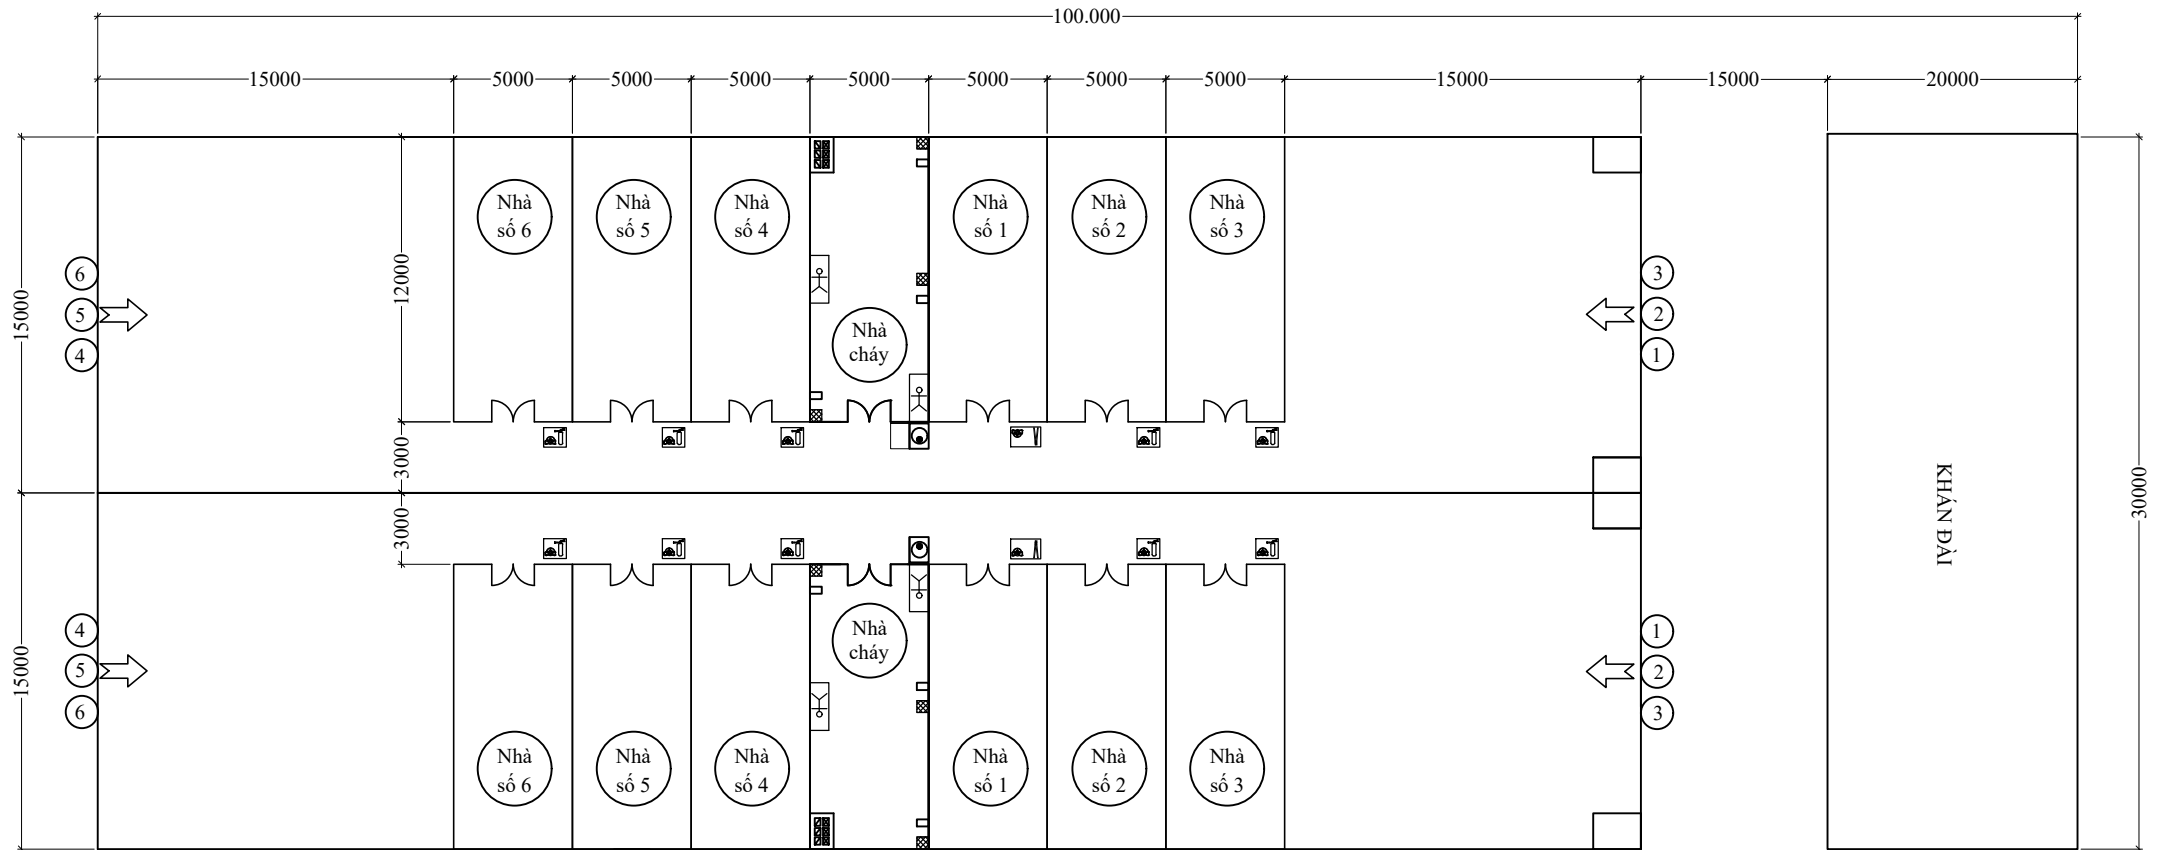 100.000
15000
5000
5000
5000
5000
5000
5000
5000
15000
15000
20000
Nhà
số 6
Nhà
số 5
Nhà
số 4
Nhà
số 1
Nhà
số 2
Nhà
số 3
6
5
4
15000
12000
3000
Nhà
cháy
3
2
1
3000
KHÁN ĐÀI
30000
4
5
6
15000
Nhà
cháy
1
2
3
Nhà
số 6
Nhà
số 5
Nhà
số 4
Nhà
số 1
Nhà
số 2
Nhà
số 3